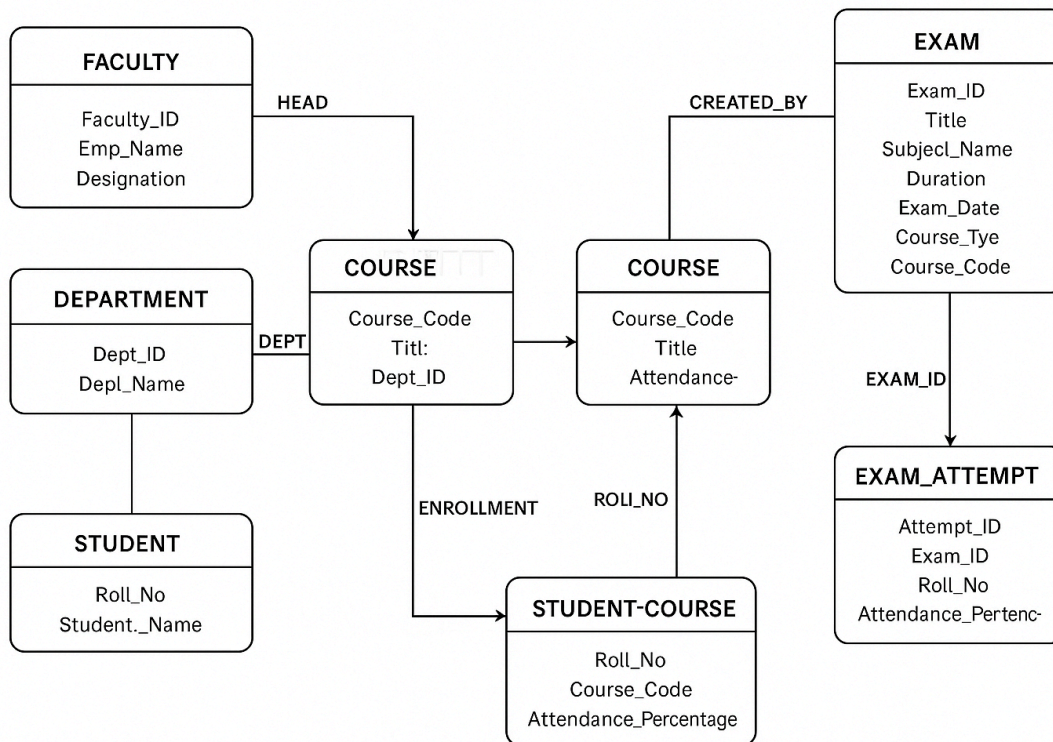 FACULTY
Faculty_ID
Emp_Name
Designation
HEAD
DEPARTMENT
Dept_ID
Depl_Name
DEPT
STUDENT
Roll_No
Student._Name
COURSE
Course_Code
Titl:
Dept_ID
ENROLLMENT
COURSE
Course_Code
Title
Attendance-
CREATED_BY
ROLI_NO
STUDENT-COURSE
Roll_No
Course_Code
Attendance_Percentage
EXAM
Exam_ID
Title
Subjecl_Name
Duration
Exam_Date
Course_Tye
Course_Code
EXAM_ID
EXAM_ATTEMPT
Attempt_ID
Exam_ID
Roll_No
Attendance_Pertenc-